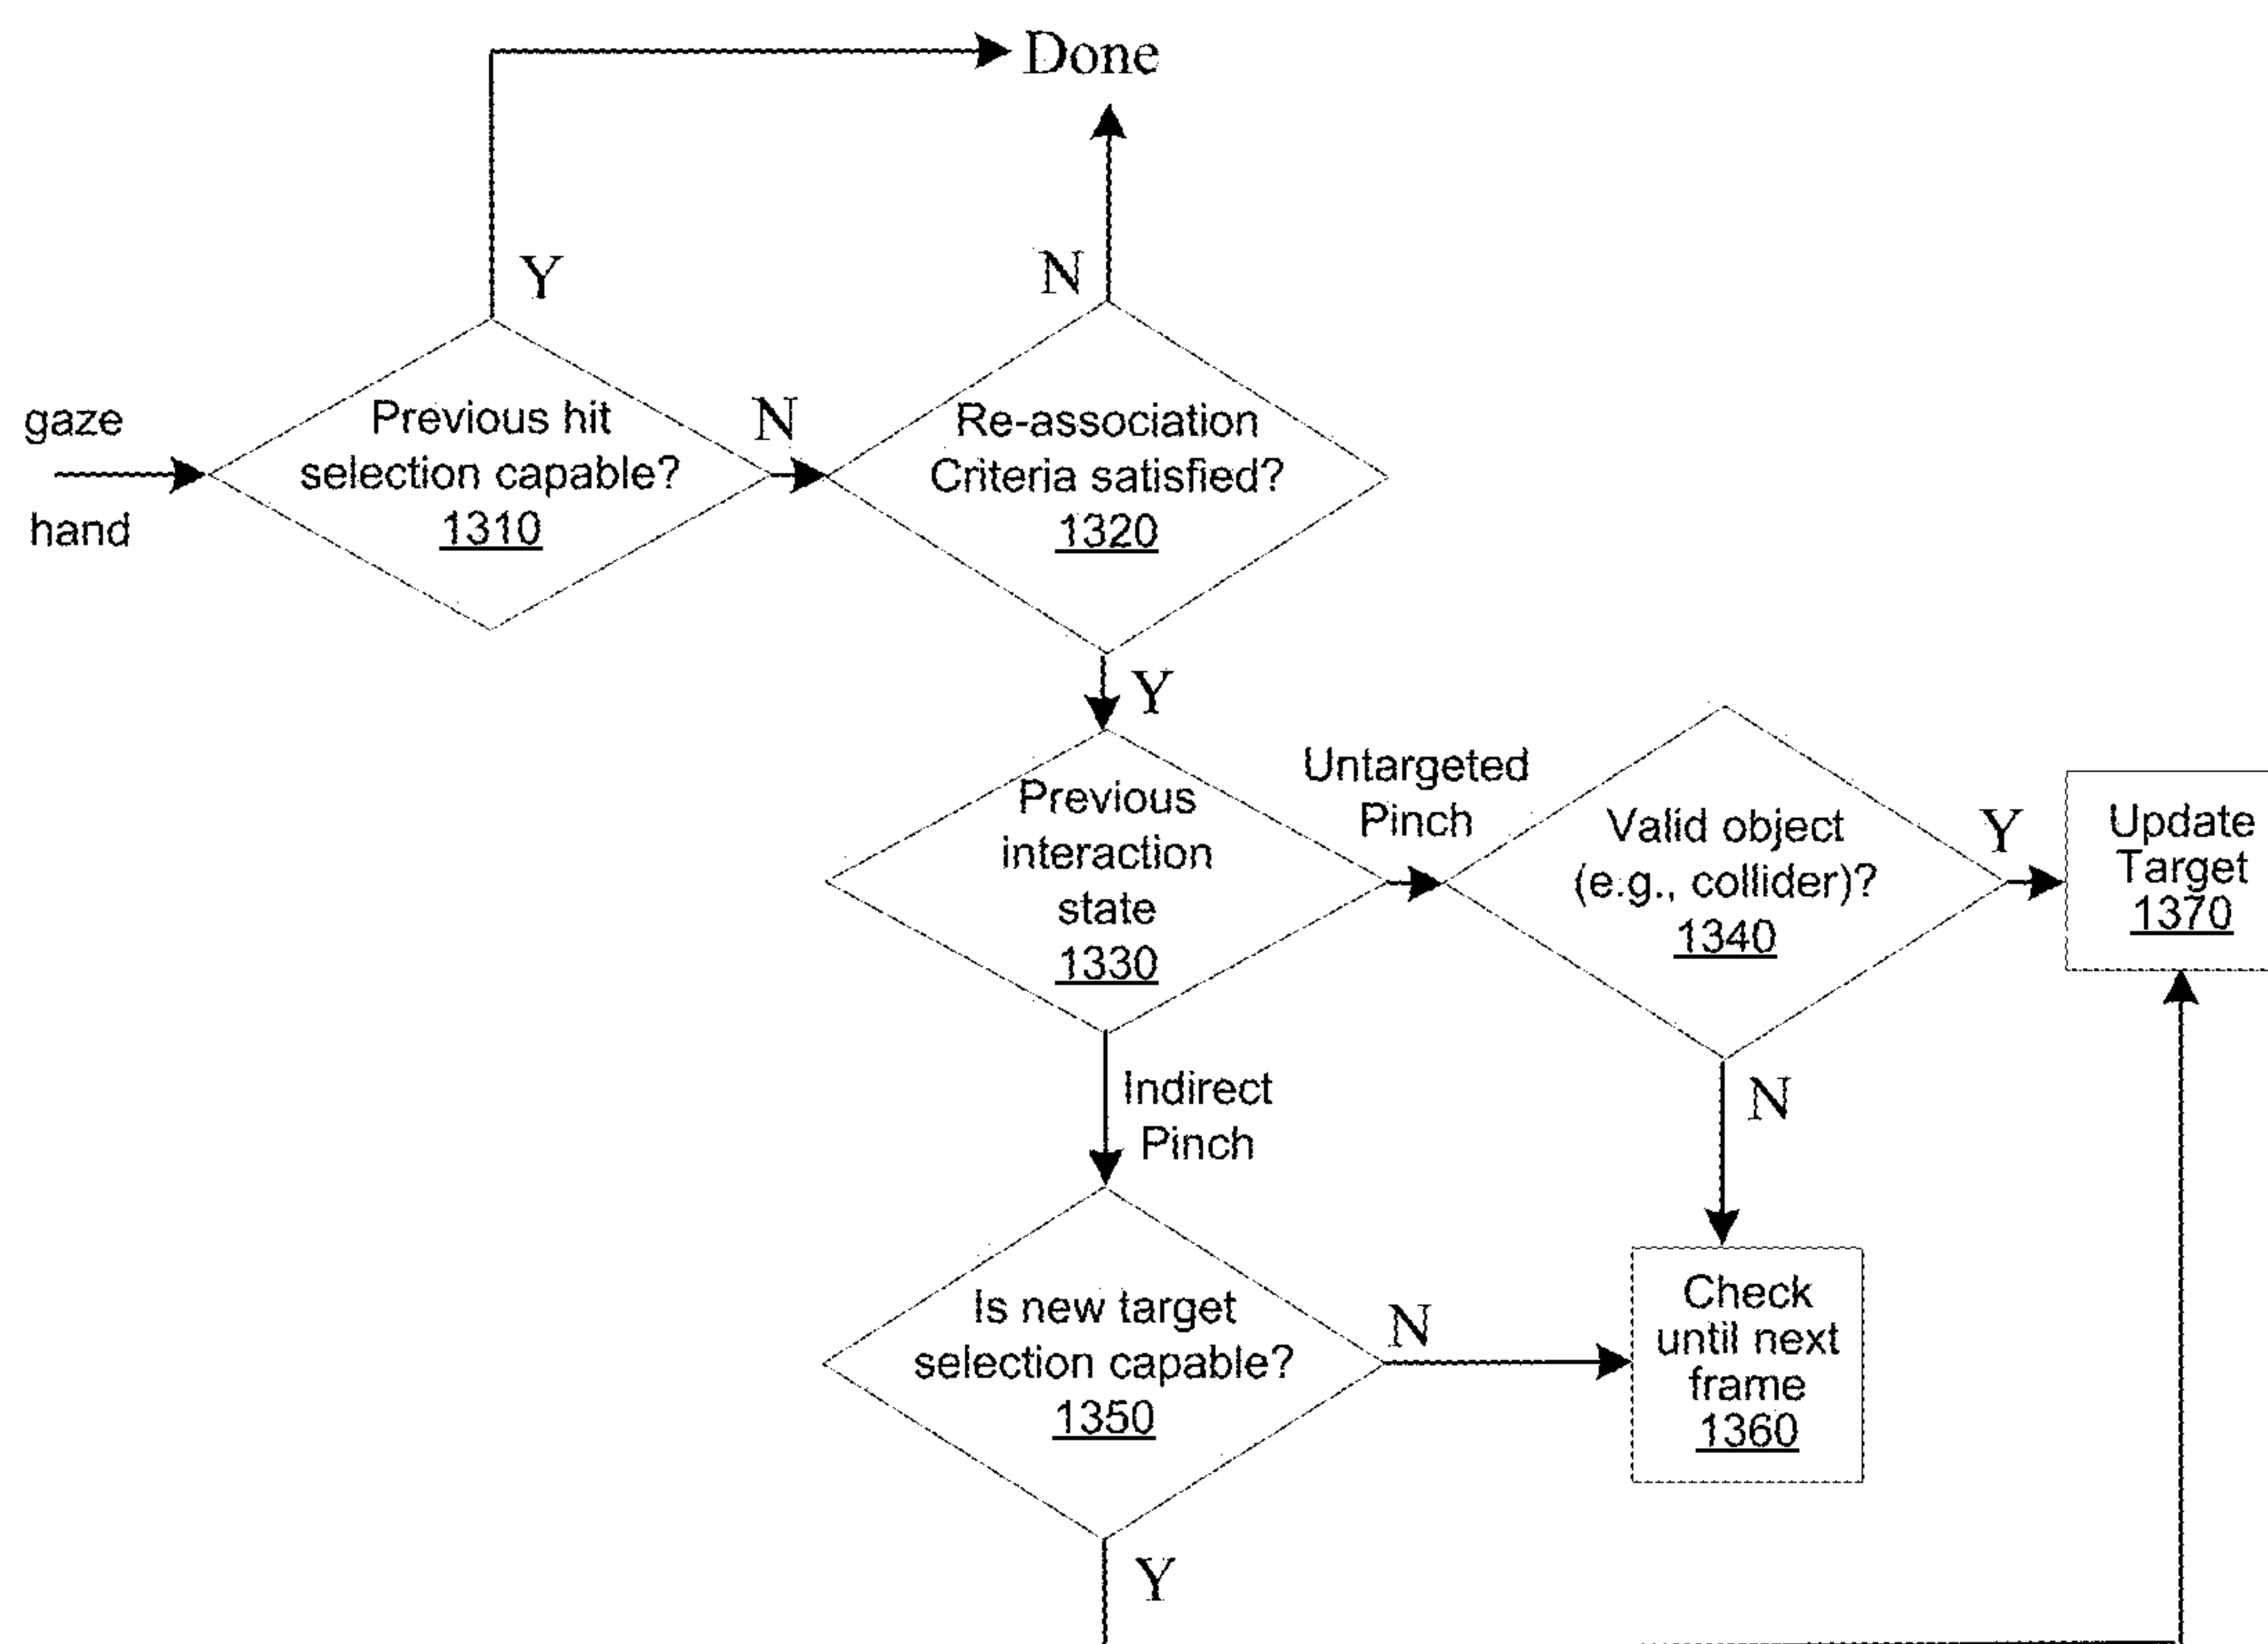 Done
Y
N
gaze
hand
Previous hit
selection capable?
1310
N
Re-association
Criteria satisfied?
1320
Y
Previous
interaction
state
1330
Untargeted
Pinch
Valid object
(e.g., collider)?
1340
Y
Update
Target
1370
Indirect
Pinch
N
Is new target
selection capable?
1350
N
Check
until next
frame
1360
Y